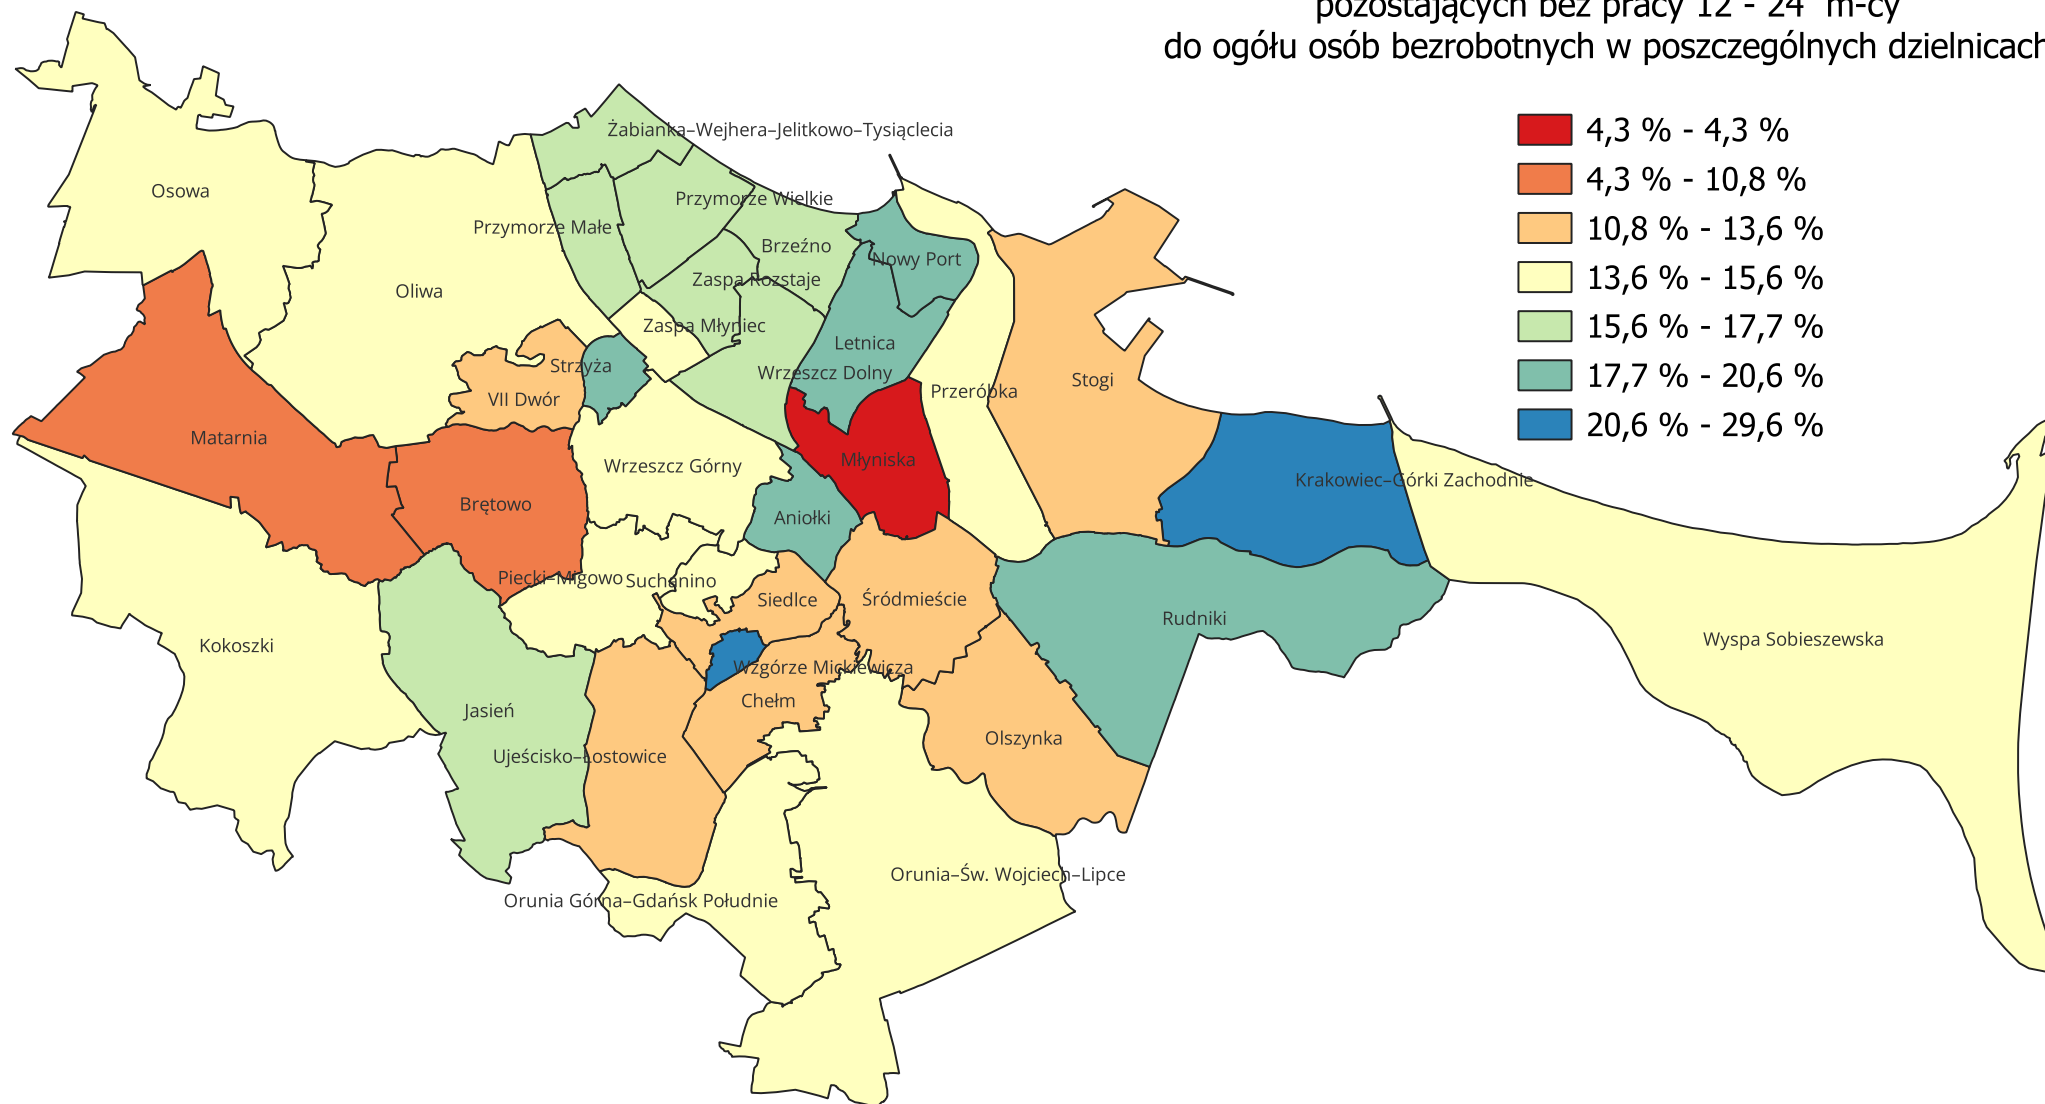 pozostających bez pracy 12 - 24 m-cy
do ogółu osób bezrobotnych w poszczególnych dzielnicach
4,3 % - 4,3 %
4,3 % - 10,8 %
10,8 % - 13,6 %
13,6 % - 15,6 %
15,6 % - 17,7 %
17,7 % - 20,6 %
20,6 % - 29,6 %
Żabianka–Wejhera–Jelitkowo–Tysiąclecia
Osowa
Przymorze Wielkie
Przymorze Małe
Brzeźno
Nowy Port
Zaspa Rozstaje
Oliwa
Zaspa Młyniec
Letnica
Strzyża
Wrzeszcz Dolny
Stogi
Przeróbka
VII Dwór
Matarnia
Młyniska
Wrzeszcz Górny
Krakowiec–Górki Zachodnie
Brętowo
Aniołki
Piecki–Migowo
Suchanino
Siedlce
Śródmieście
Rudniki
Wyspa Sobieszewska
Kokoszki
Wzgórze Mickiewicza
Chełm
Jasień
Olszynka
Ujeścisko–Łostowice
Orunia–Św. Wojciech–Lipce
Orunia Górna–Gdańsk Południe